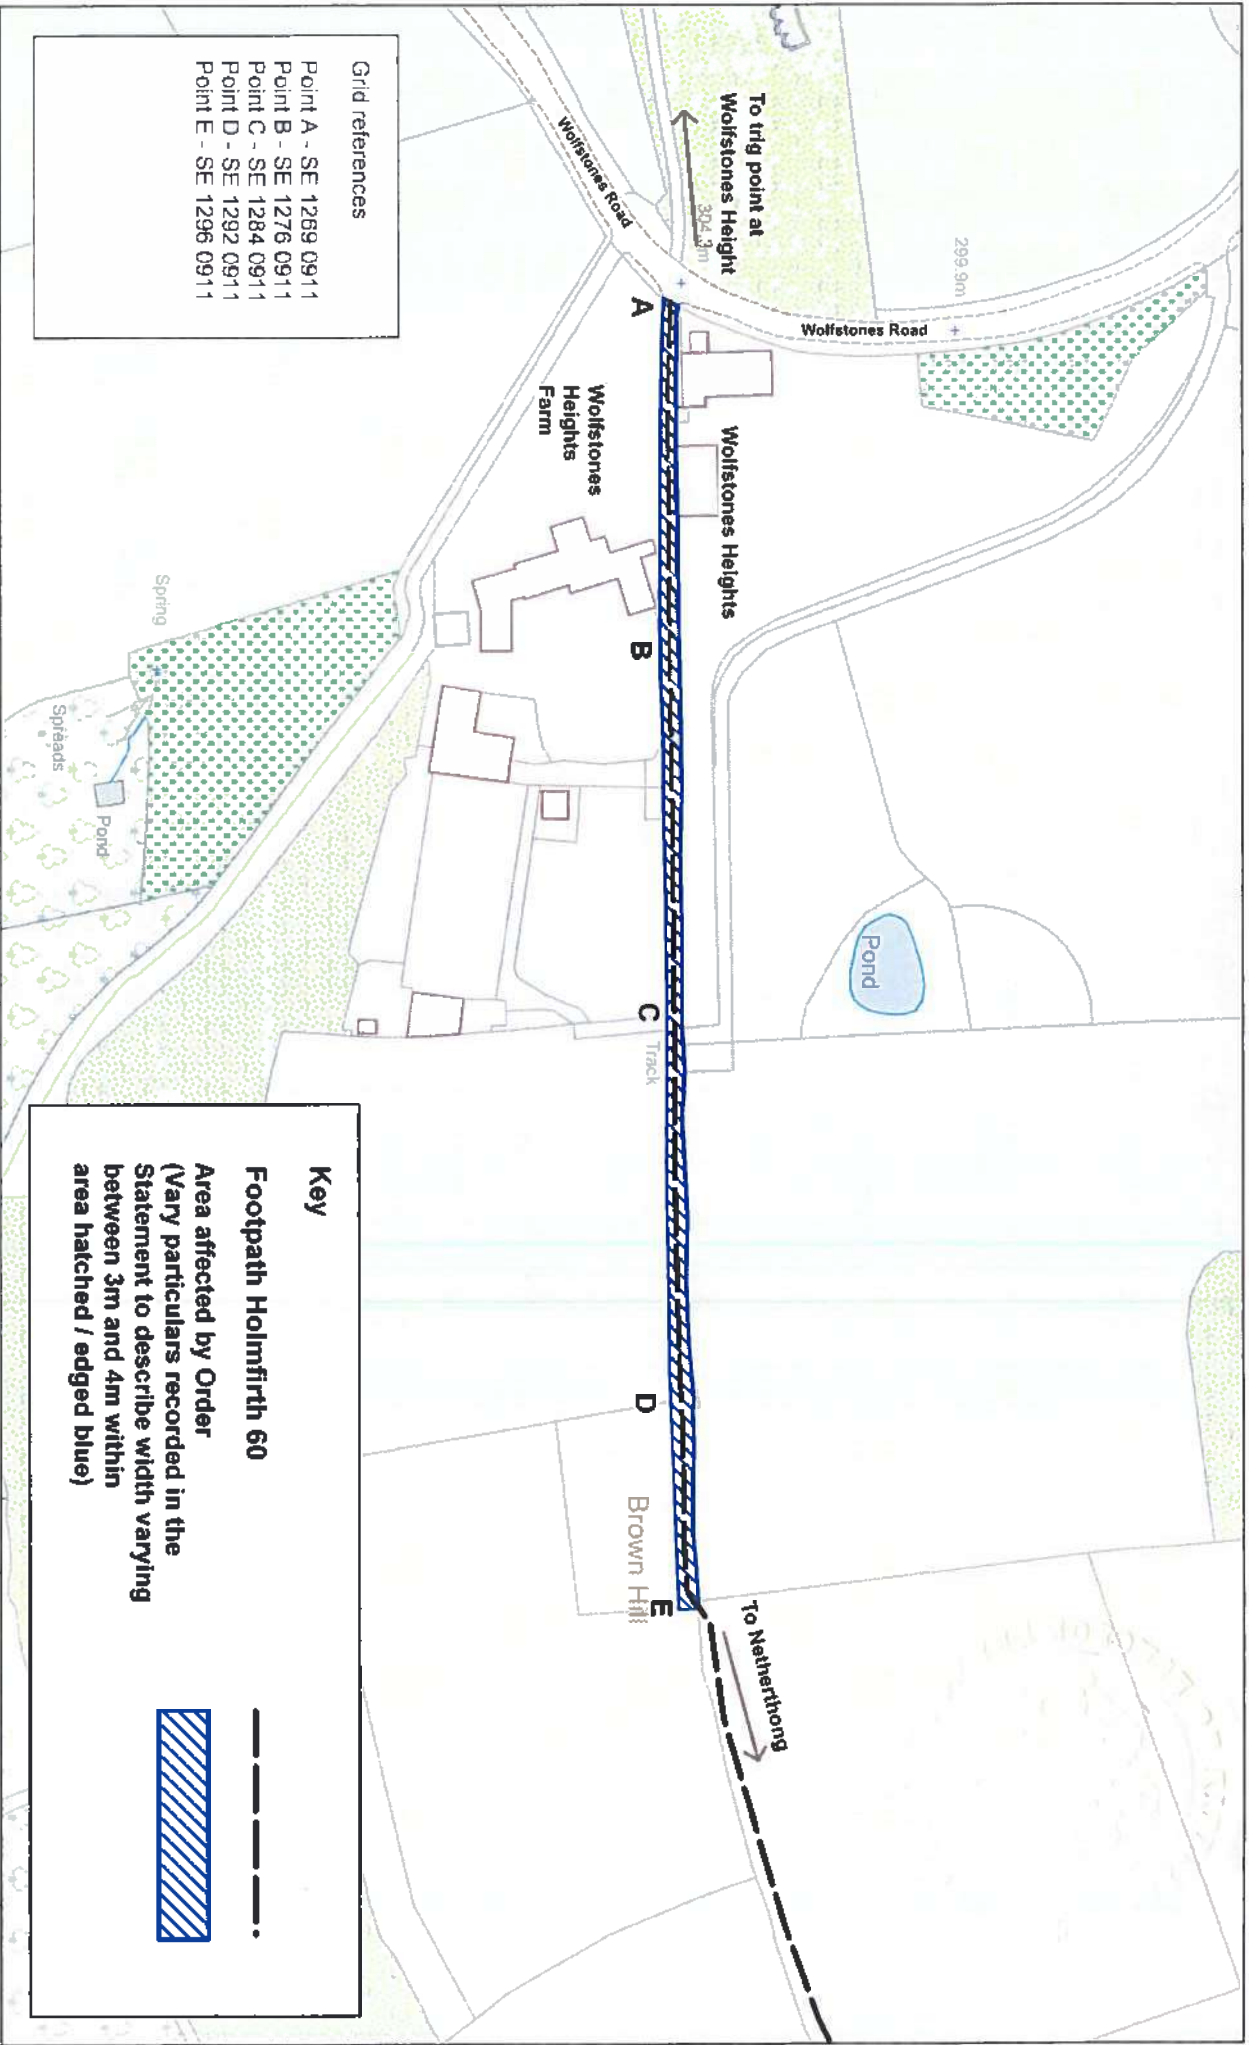 To trig point at
Wolfstones Height
304.3m
299.9m
Wolfstones Road
Wolfstones Road
A
Wolfstones Heights
Wolfstones
Heights
Farm
B
Pond
C
Track
D
Brown Hill
E
To Netherthong
Spring
Spreads
Pond
Grid references
Point A - SE 1269 0911
Point B - SE 1276 0911
Point C - SE 1284 0911
Point D - SE 1292 0911
Point E - SE 1296 0911
Key
Footpath Holmfirth 60
Area affected by Order
(Vary particulars recorded in the
Statement to describe width varying
between 3m and 4m within
area hatched / edged blue)